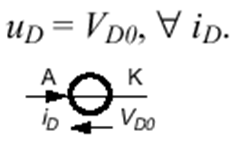 u_D = V_D0, ∀ i_D.
A K
i_D V_D0